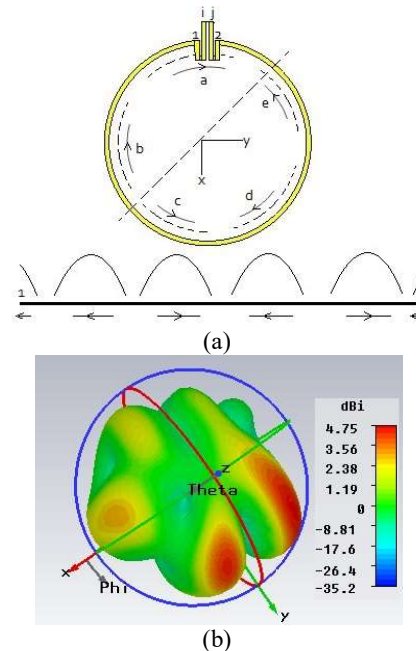 i j
1 2
a
e
b
y
x
c
d
1
(a)
dBi
4.75
3.56
2.38
1.19
0
-8.81
-17.6
-26.4
-35.2
z
Theta
x
Phi
y
(b)